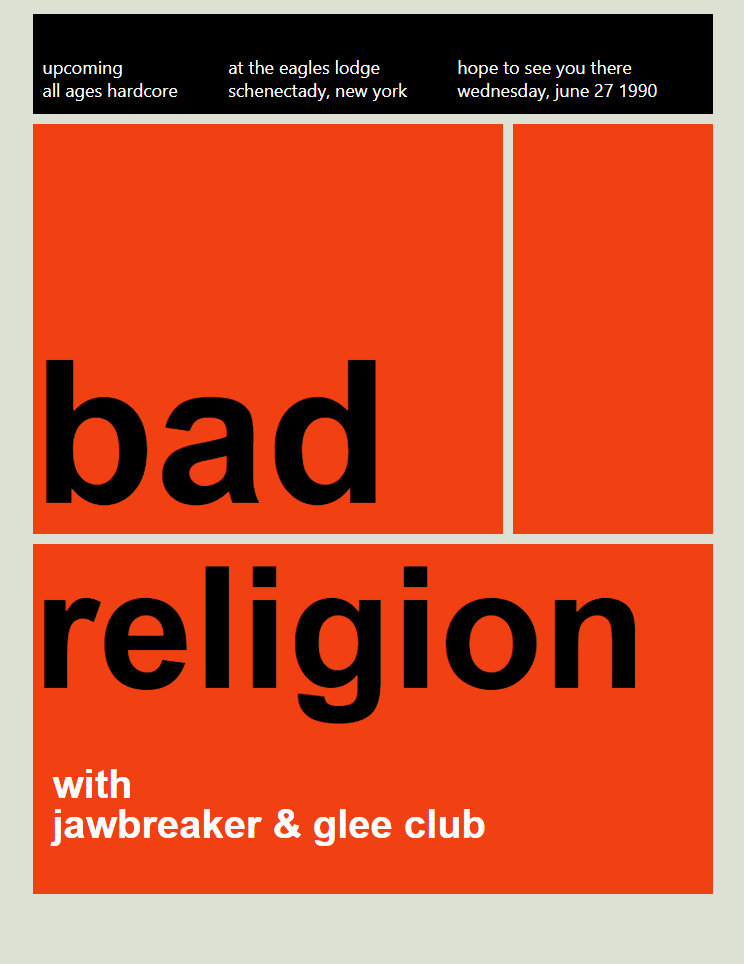 upcoming
all ages hardcore
at the eagles lodge
schenectady, new york
hope to see you there
wednesday, june 27 1990
bad
religion
with
jawbreaker & glee club